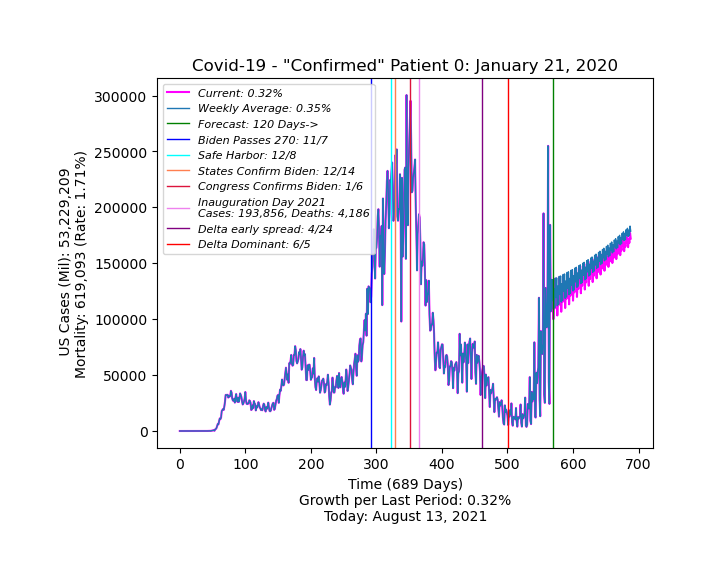 Covid-19 - "Confirmed" Patient 0: January 21, 2020
Current: 0.32%
Weekly Average: 0.35%
Forecast: 120 Days->
Biden Passes 270: 11/7
Safe Harbor: 12/8
States Confirm Biden: 12/14
Congress Confirms Biden: 1/6
Inauguration Day 2021
Cases: 193,856, Deaths: 4,186
Delta early spread: 4/24
Delta Dominant: 6/5
300000
250000
200000
150000
100000
50000
0
US Cases (Mil): 53,229,209
Mortality: 619,093 (Rate: 1.71%)
0 100 200 300 400 500 600 700
Time (689 Days)
Growth per Last Period: 0.32%
Today: August 13, 2021